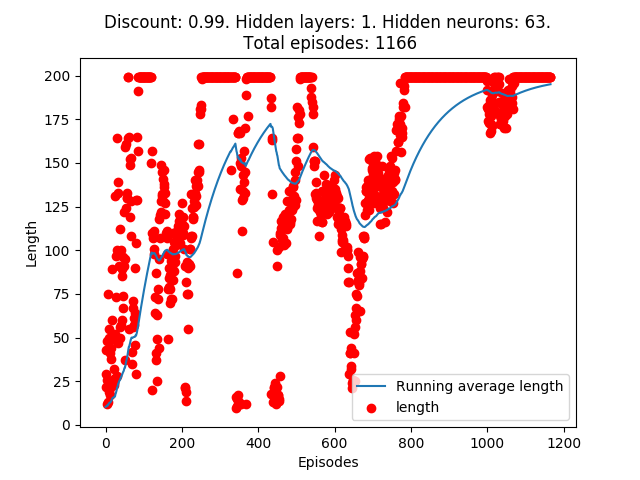 Discount: 0.99. Hidden layers: 1. Hidden neurons: 63.
Total episodes: 1166
200
175
150
125
100
75
50
25
0
Length
0 200 400 600 800 1000 1200
Episodes
Running average length
length